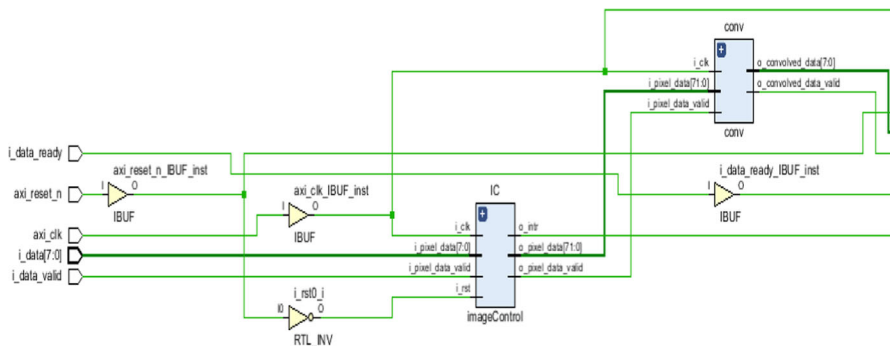 conv
i_clk
o_convolved_data[7:0]
i_pixel_data[71:0]
o_convolved_data_valid
i_pixel_data_valid
conv
i_data_ready
axi_reset_n_IBUF_inst
i_data_ready_IBUF_inst
axi_reset_n
I
O
IBUF
axi_clk_IBUF_inst
I
O
IBUF
IC
I
O
IBUF
axi_clk
i_clk
o_intr
i_data[7:0]
i_pixel_data[7:0]
o_pixel_data[71:0]
i_data_valid
i_pixel_data_valid
o_pixel_data_valid
i_rst0_i
i_rst
I0
O
RTL_INV
imageControl